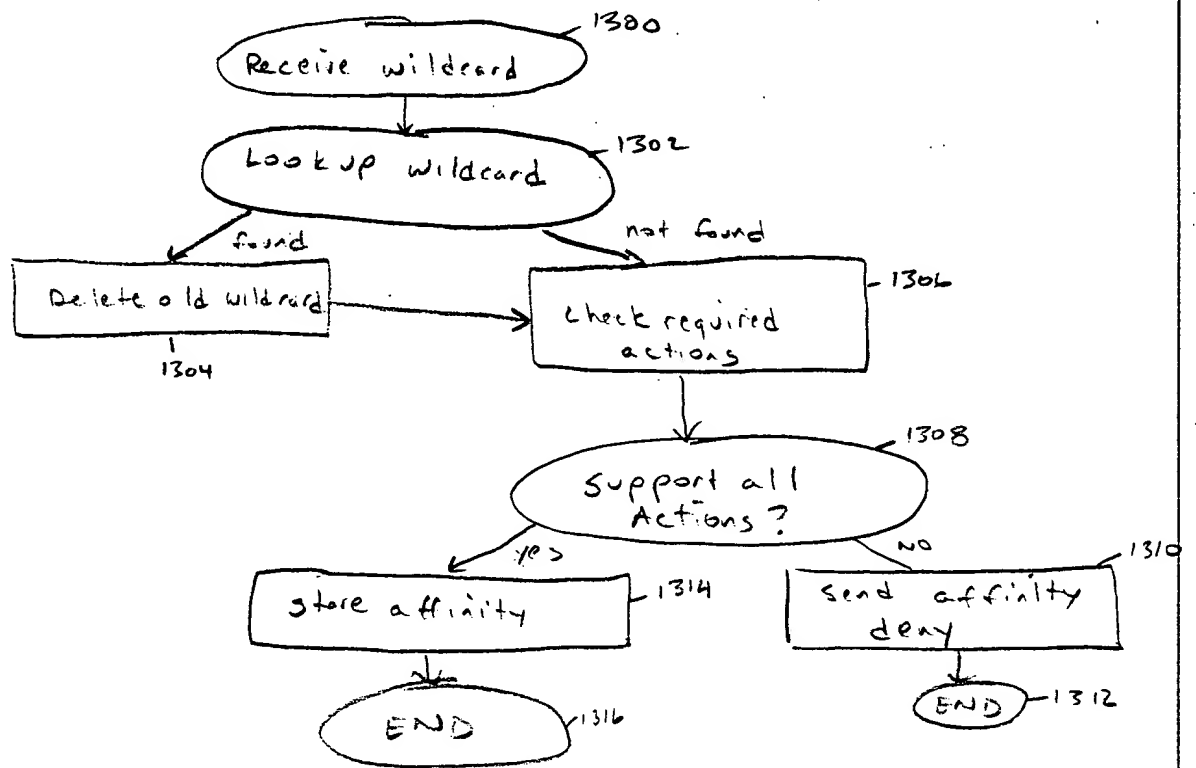 1300
Receive wildcard
1302
Lookup wildcard
found
not found
1306
Delete old wildcard
check required
actions
1304
1308
Support all
Actions?
yes
NO
1310
1314
store affinity
send affinity
deny
END
1316
END
1312